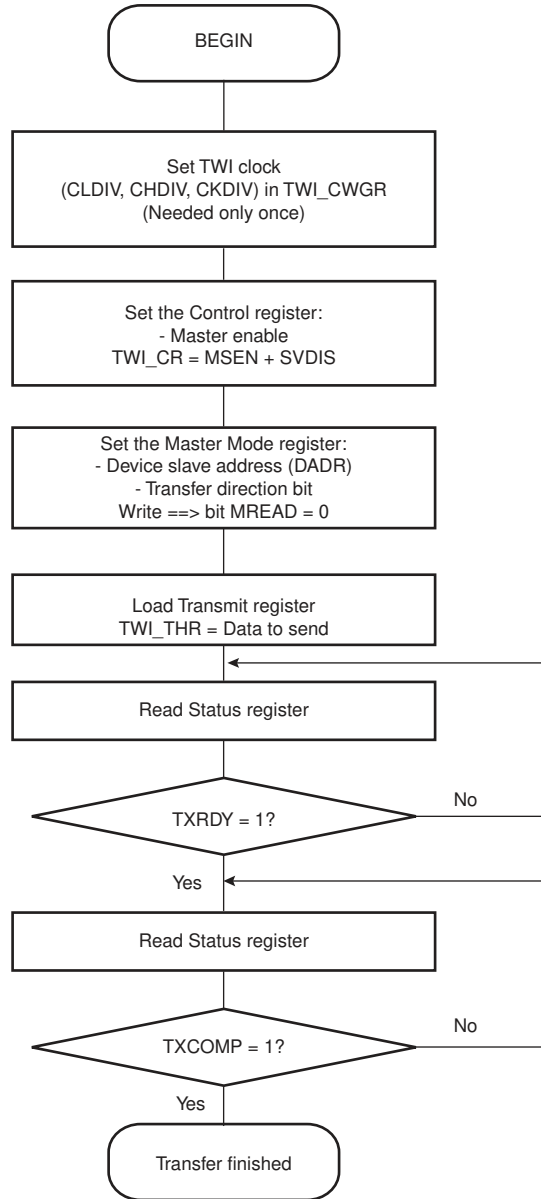 BEGIN
Set TWI clock
(CLDIV, CHDIV, CKDIV) in TWI_CWGR
(Needed only once)
Set the Control register:
- Master enable
TWI_CR = MSEN + SVDIS
Set the Master Mode register:
- Device slave address (DADR)
- Transfer direction bit
Write ==> bit MREAD = 0
Load Transmit register
TWI_THR = Data to send
Read Status register
TXRDY = 1?
No
Yes
Read Status register
TXCOMP = 1?
No
Yes
Transfer finished